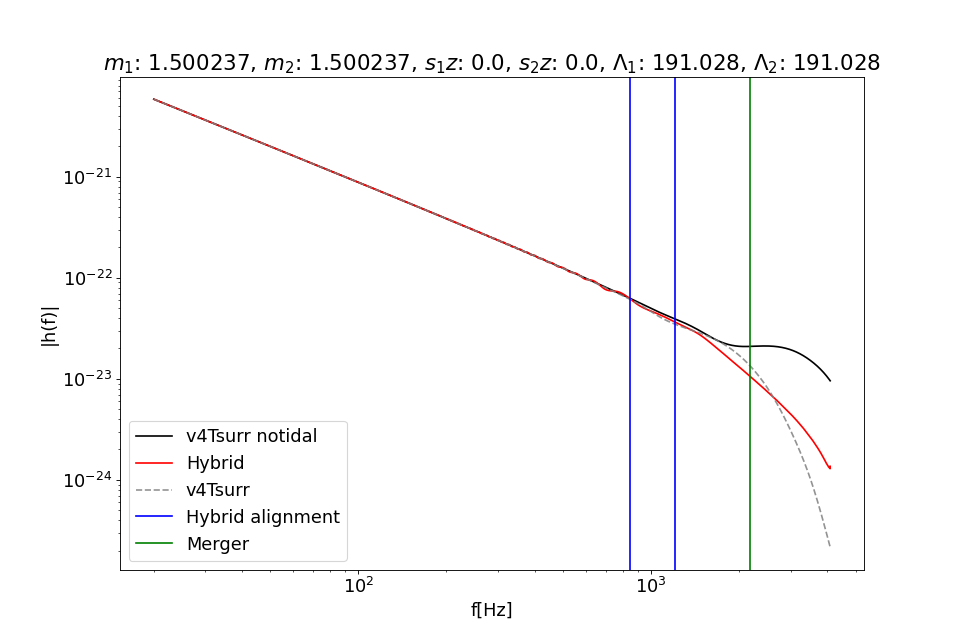 m₁: 1.500237, m₂: 1.500237, s₁z: 0.0, s₂z: 0.0, Λ₁: 191.028, Λ₂: 191.028
|h(f)|
10⁻²¹
10⁻²²
10⁻²³
10⁻²⁴
v4Tsurr notidal
Hybrid
v4Tsurr
Hybrid alignment
Merger
10² 10³
f[Hz]